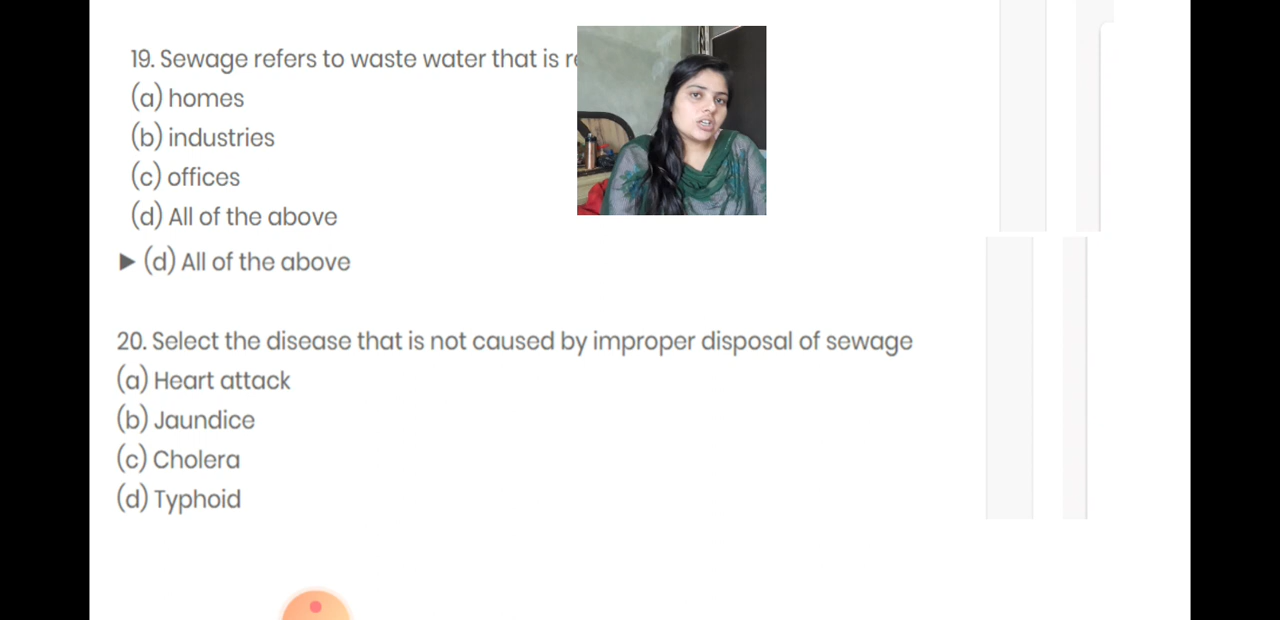 19. Sewage refers to waste water that is
(a) homes
(b) industries
(c) offices
(d) All of the above
▶ (d) All of the above
20. Select the disease that is not caused by improper disposal of sewage
(a) Heart attack
(b) Jaundice
(c) Cholera
(d) Typhoid